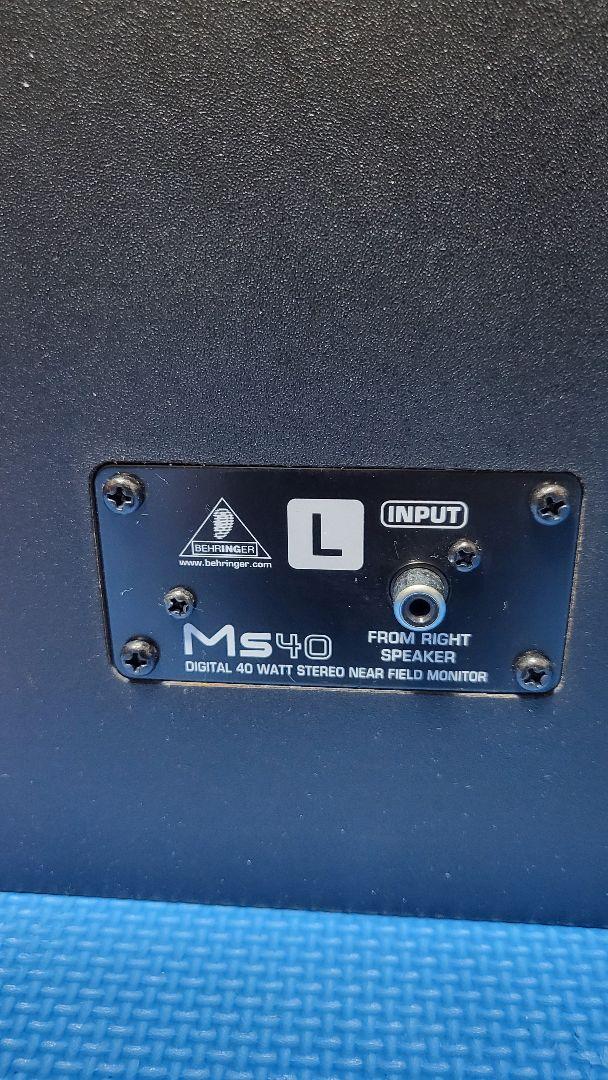 BEHRINGER
www.behringer.com
L
INPUT
FROM RIGHT
SPEAKER
Ms40
DIGITAL 40 WATT STEREO NEAR FIELD MONITOR